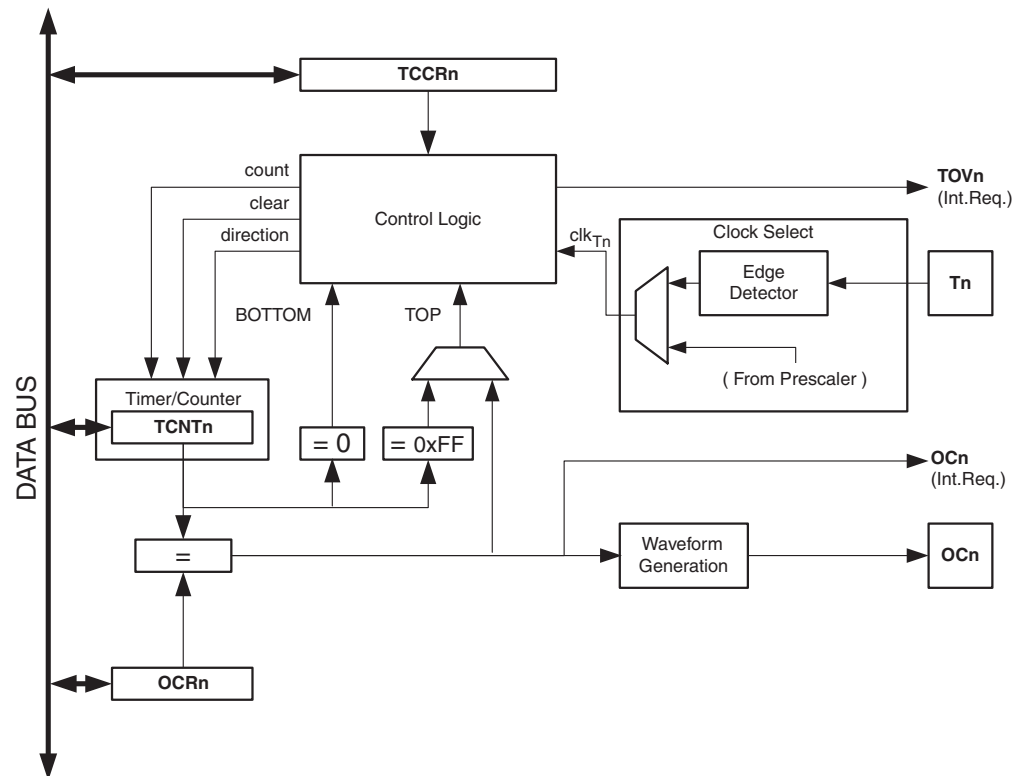 TCCRn
count
clear
direction
Control Logic
TOVn
(Int.Req.)
clkTn
Clock Select
Edge
Detector
Tn
( From Prescaler )
BOTTOM
TOP
DATA BUS
Timer/Counter
TCNTn
= 0
= 0xFF
OCn
(Int.Req.)
=
Waveform
Generation
OCn
OCRn